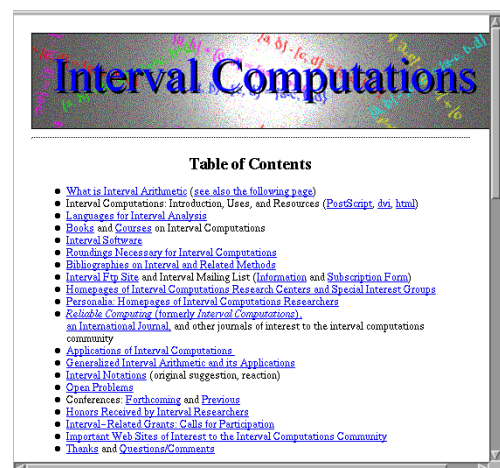 Interval Computations
Table of Contents
What is Interval Arithmetic (see also the following page)
Interval Computations: Introduction, Uses, and Resources (PostScript, dvi, html)
Languages for Interval Analysis
Books and Courses on Interval Computations
Interval Software
Roundings Necessary for Interval Computations
Bibliographies on Interval and Related Methods
Interval Ftp Site and Interval Mailing List (Information and Subscription Form)
Homepages of Interval Computations Research Centers and Special Interest Groups
Personalia: Homepages of Interval Computations Researchers
Reliable Computing (formerly Interval Computations),
an International Journal, and other journals of interest to the interval computations
community
Applications of Interval Computations
Generalized Interval Arithmetic and its Applications
Interval Notations (original suggestion, reaction)
Open Problems
Conferences: Forthcoming and Previous
Honors Received by Interval Researchers
Interval-Related Grants: Calls for Participation
Important Web Sites of Interest to the Interval Computations Community
Thanks and Questions/Comments